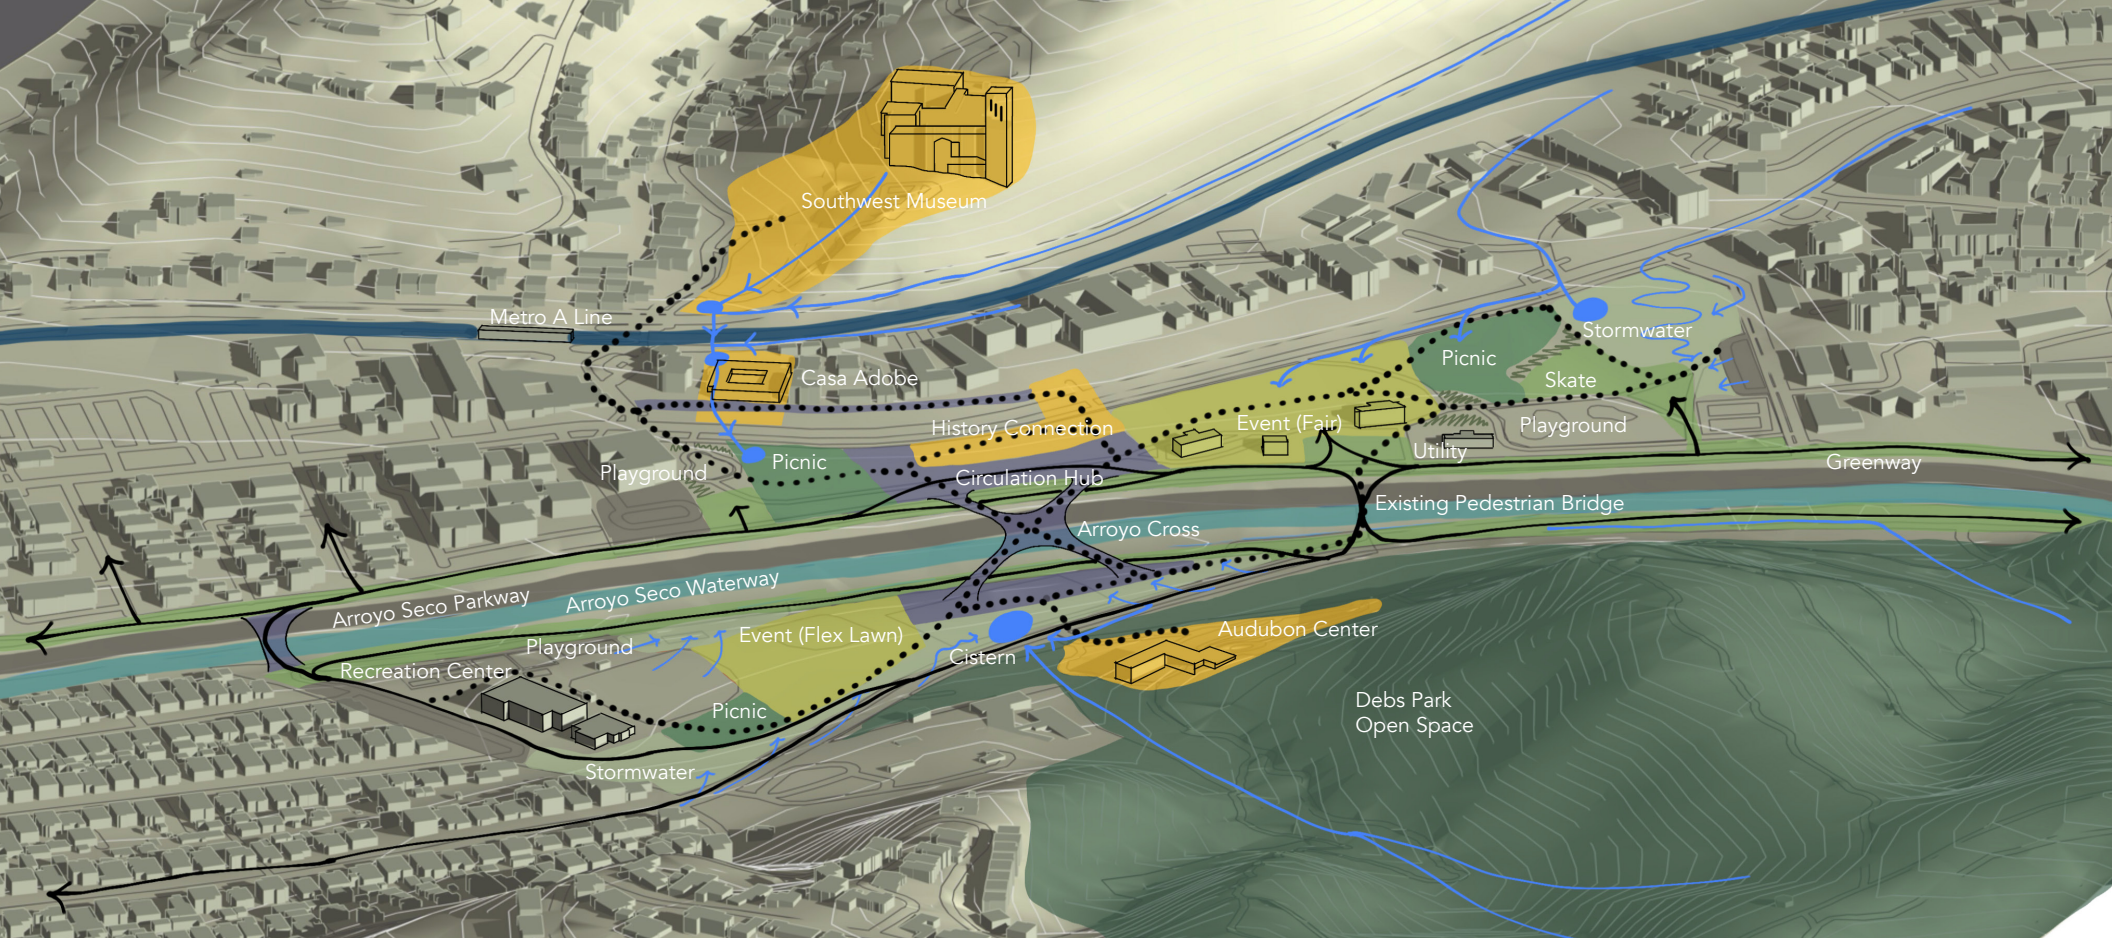 Southwest Museum
Metro A Line
Stormwater
Picnic
Casa Adobe
Skate
History Connection
Event (Fair)
Playground
Utility
Picnic
Playground
Greenway
Circulation Hub
Existing Pedestrian Bridge
Arroyo Cross
Arroyo Seco Parkway
Arroyo Seco Waterway
Playground
Event (Flex Lawn)
Audubon Center
Cistern
Recreation Center
Picnic
Debs Park
Open Space
Stormwater